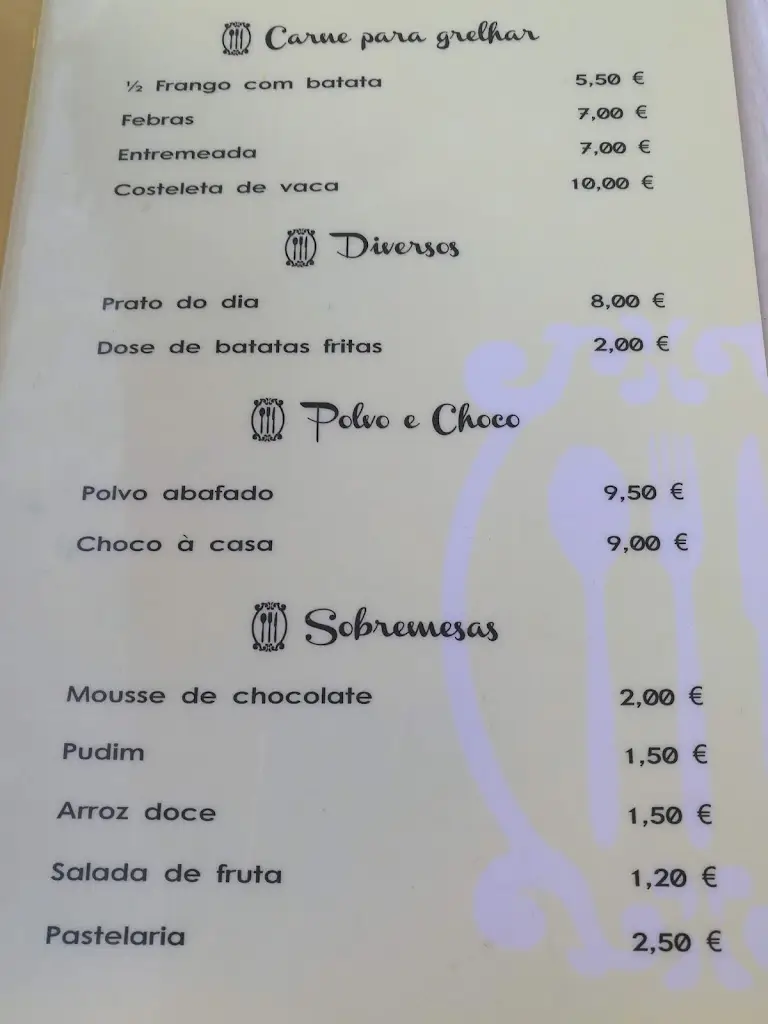 Carne para grelhar
½ Frango com batata 5,50 €
Febras 7,00 €
Entremeada 7,00 €
Costeleta de vaca 10,00 €
Diversos
Prato do dia 8,00 €
Dose de batatas fritas 2,00 €
Polvo e Choco
Polvo abafado 9,50 €
Choco à casa 9,00 €
Sobremesas
Mousse de chocolate 2,00 €
Pudim 1,50 €
Arroz doce 1,50 €
Salada de fruta 1,20 €
Pastelaria 2,50 €